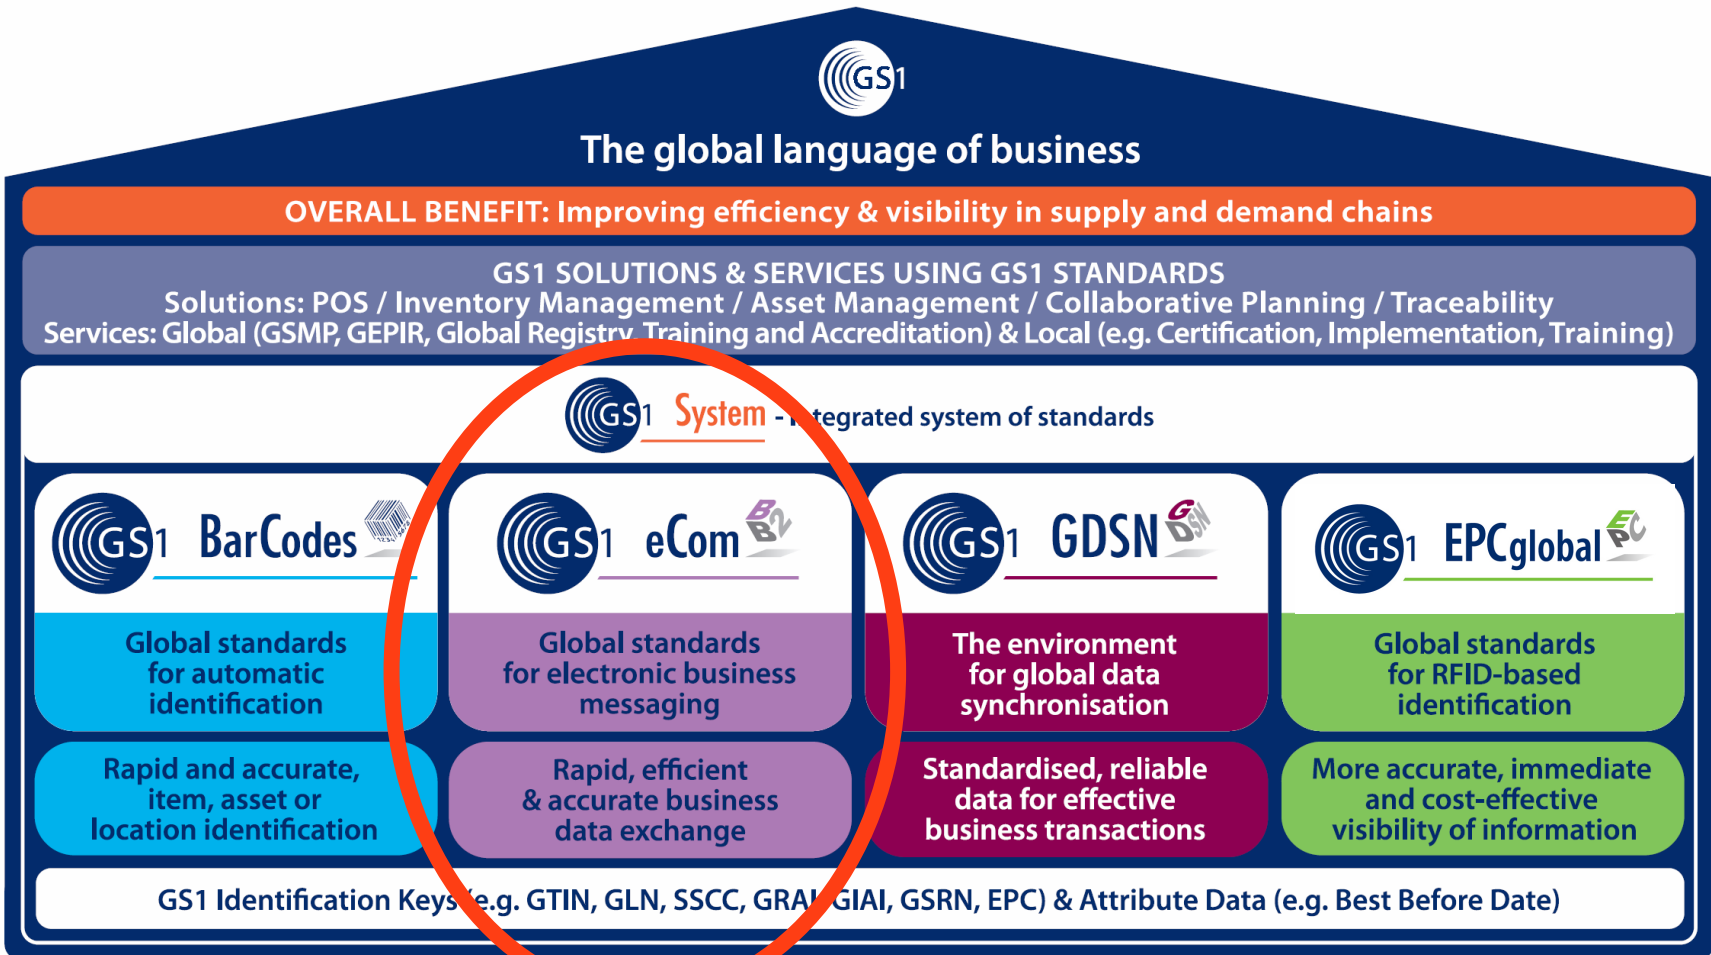 GS1
The global language of business
OVERALL BENEFIT: Improving efficiency & visibility in supply and demand chains
GS1 SOLUTIONS & SERVICES USING GS1 STANDARDS
Solutions: POS / Inventory Management / Asset Management / Collaborative Planning / Traceability
Services: Global (GSMP, GEPIR, Global Registry, Training and Accreditation) & Local (e.g. Certification, Implementation, Training)
GS1 System - Integrated system of standards
GS1 BarCodes
Global standards
for automatic
identification
Rapid and accurate,
item, asset or
location identification
GS1 eCom B2B
Global standards
for electronic business
messaging
Rapid, efficient
& accurate business
data exchange
GS1 GDSN GDSN
The environment
for global data
synchronisation
Standardised, reliable
data for effective
business transactions
GS1 EPCglobal EPC
Global standards
for RFID-based
identification
More accurate, immediate
and cost-effective
visibility of information
GS1 Identification Keys (e.g. GTIN, GLN, SSCC, GRAI, GIAI, GSRN, EPC) & Attribute Data (e.g. Best Before Date)